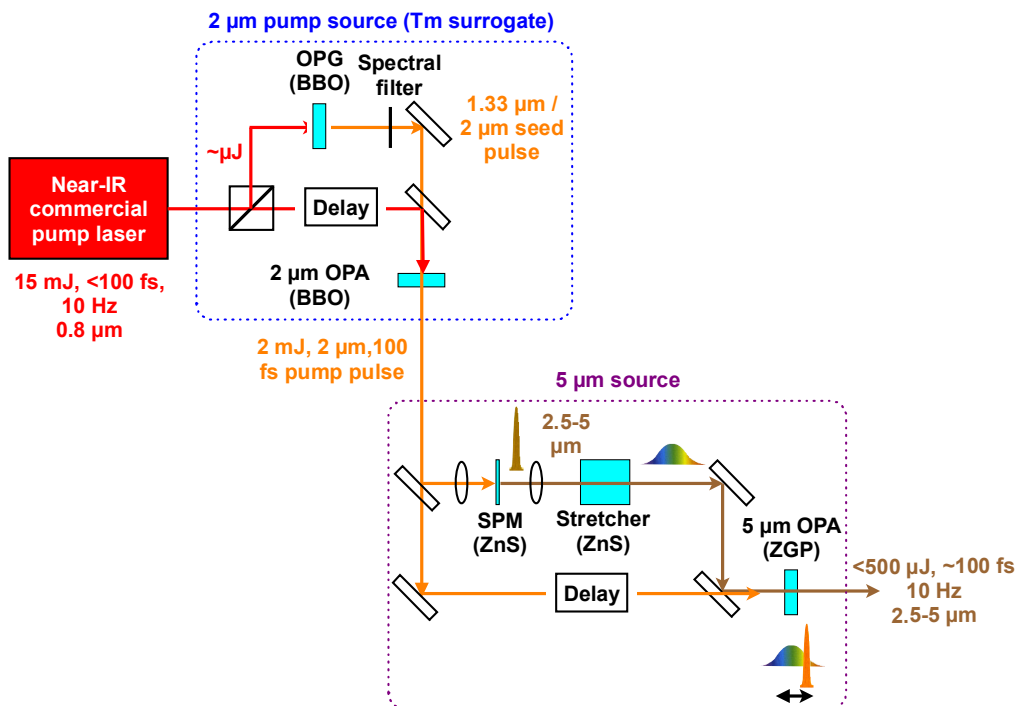 2 µm pump source (Tm surrogate)
OPG
(BBO)
Spectral
filter
1.33 µm /
2 µm seed
pulse
~µJ
Near-IR
commercial
pump laser
Delay
15 mJ, <100 fs,
10 Hz
0.8 µm
2 µm OPA
(BBO)
2 mJ, 2 µm,100
fs pump pulse
5 µm source
2.5-5
µm
SPM
(ZnS)
Stretcher
(ZnS)
5 µm OPA
(ZGP)
<500 µJ, ~100 fs
10 Hz
2.5-5 µm
Delay